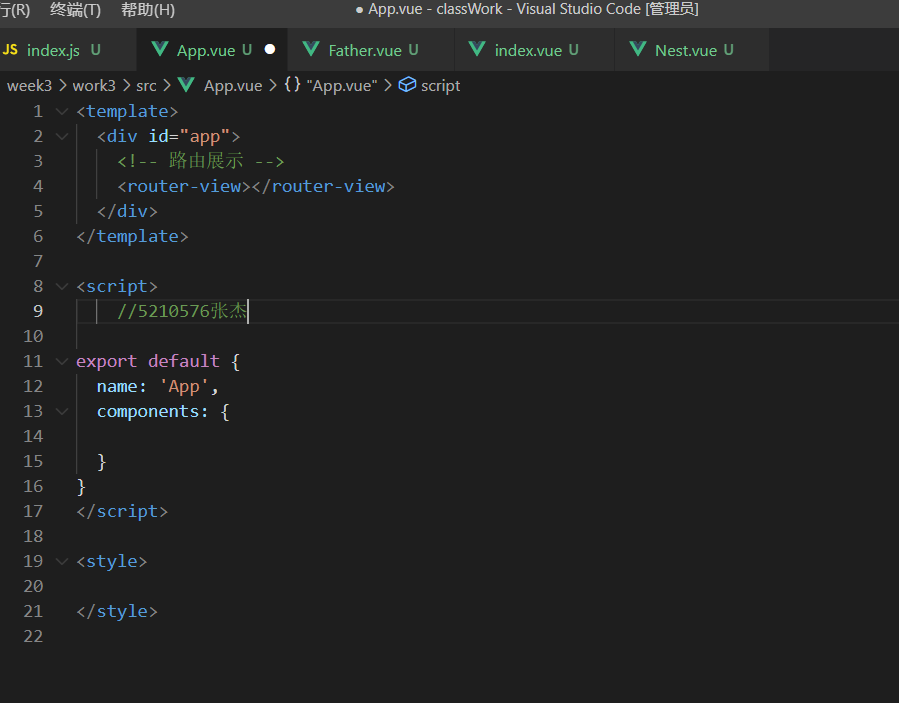 行(R) 终端(T) 帮助(H) ● App.vue - classWork - Visual Studio Code [管理员]
JS index.js U App.vue U ● Father.vue U index.vue U Nest.vue U
week3 > work3 > src > App.vue > {} "App.vue" > script
1 <template>
2 <div id="app">
3 <!-- 路由展示 -->
4 <router-view></router-view>
5 </div>
6 </template>
7
8 <script>
9 //5210576张杰
10
11 export default {
12 name: 'App',
13 components: {
14
15 }
16 }
17 </script>
18
19 <style>
20
21 </style>
22